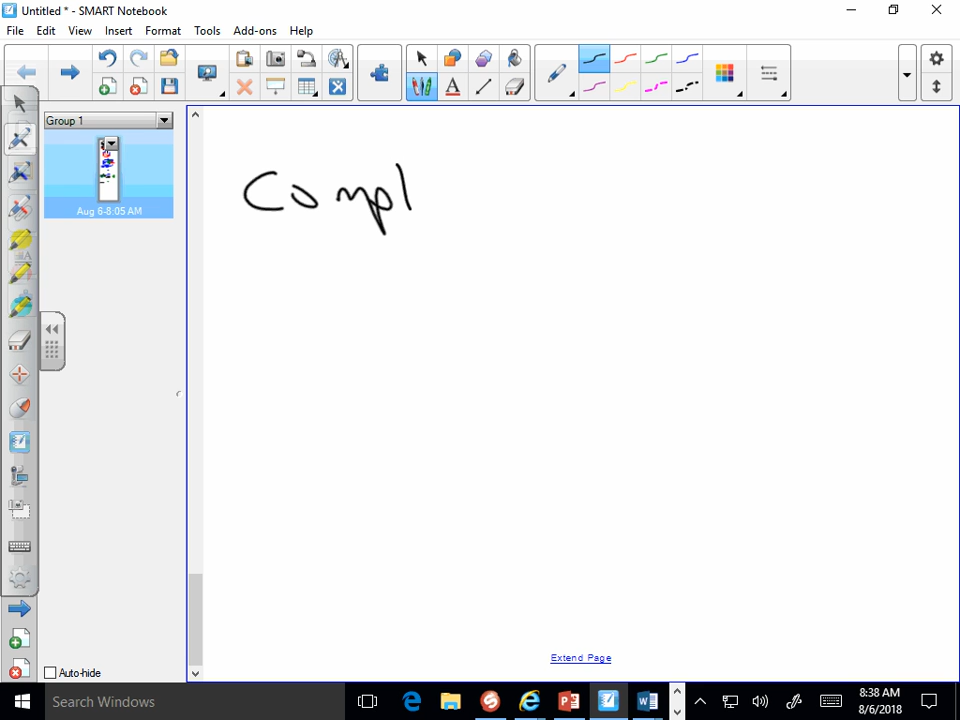 Untitled * - SMART Notebook
File Edit View Insert Format Tools Add-ons Help
Group 1
Aug 6-8:05 AM
Compl
Extend Page
Auto-hide
Search Windows
8:38 AM
8/6/2018